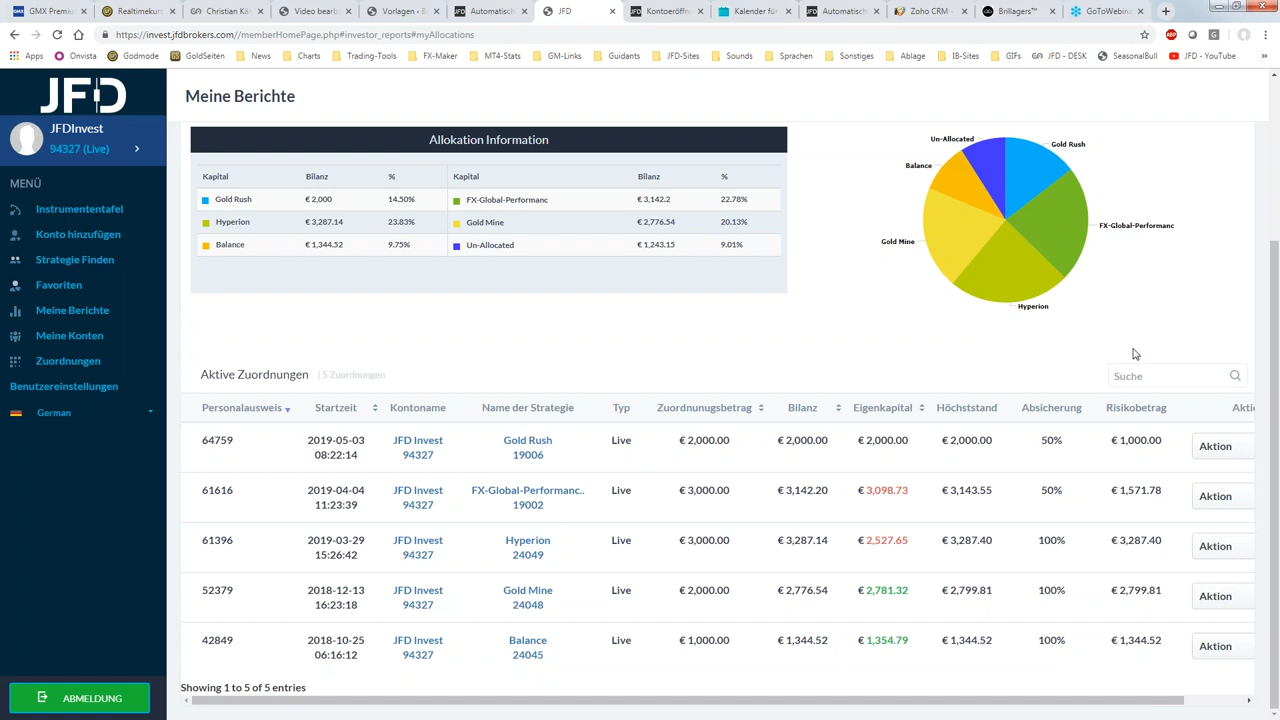 GMX Premium
Realtimekurs
Christian Kä
Video bearb
Vorlagen ‹ B
Automatisch
JFD
Kontoeröffn
Kalender für
Automatisch
Zoho CRM -
Brillagers™
GoToWebina
https://invest.jfdbrokers.com//memberHomePage.php#investor_reports#myAllocations
Apps Onvista Godmode GoldSeiten News Charts Trading-Tools FX-Maker MT4-Stats GM-Links Guidants JFD-Sites Sounds Sprachen Sonstiges Ablage IB-Sites GIFs JFD - DESK SeasonalBull JFD - YouTube »
JFD
JFDInvest
94327 (Live)
MENÜ
Instrumententafel
Konto hinzufügen
Strategie Finden
Favoriten
Meine Berichte
Meine Konten
Zuordnungen
Benutzereinstellungen
German
ABMELDUNG
Meine Berichte
Allokation Information
Kapital Bilanz % Kapital Bilanz %
Gold Rush € 2,000 14.50% FX-Global-Performanc € 3,142.2 22.78%
Hyperion € 3,287.14 23.83% Gold Mine € 2,776.54 20.13%
Balance € 1,344.52 9.75% Un-Allocated € 1,243.15 9.01%
Un-Allocated
Gold Rush
Balance
FX-Global-Performanc
Gold Mine
Hyperion
Aktive Zuordnungen | 5 Zuordnungen
Suche
Personalausweis Startzeit Kontoname Name der Strategie Typ Zuordnunugsbetrag Bilanz Eigenkapital Höchststand Absicherung Risikobetrag Aktio
64759 2019-05-03 JFD Invest Gold Rush Live € 2,000.00 € 2,000.00 € 2,000.00 € 2,000.00 50% € 1,000.00 Aktion
08:22:14 94327 19006
61616 2019-04-04 JFD Invest FX-Global-Performanc.. Live € 3,000.00 € 3,142.20 € 3,098.73 € 3,143.55 50% € 1,571.78 Aktion
11:23:39 94327 19002
61396 2019-03-29 JFD Invest Hyperion Live € 3,000.00 € 3,287.14 € 2,527.65 € 3,287.40 100% € 3,287.40 Aktion
15:26:42 94327 24049
52379 2018-12-13 JFD Invest Gold Mine Live € 2,000.00 € 2,776.54 € 2,781.32 € 2,799.81 100% € 2,799.81 Aktion
16:23:18 94327 24048
42849 2018-10-25 JFD Invest Balance Live € 1,000.00 € 1,344.52 € 1,354.79 € 1,344.52 100% € 1,344.52 Aktion
06:16:12 94327 24045
Showing 1 to 5 of 5 entries